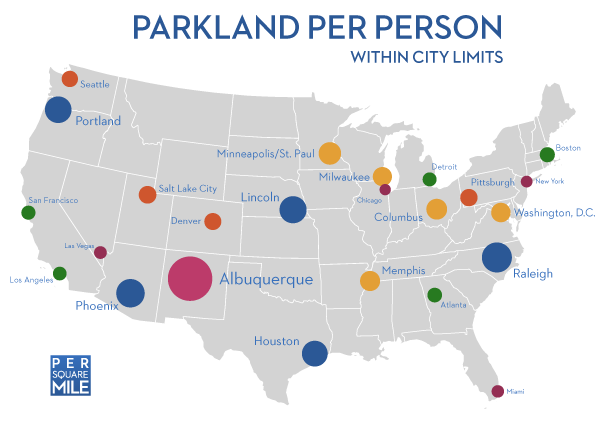 PARKLAND PER PERSON
WITHIN CITY LIMITS
Seattle
Portland
Minneapolis/St. Paul
Boston
Detroit
Milwaukee
Pittsburgh
New York
Salt Lake City
Lincoln
Chicago
San Francisco
Columbus
Washington, D.C.
Denver
Las Vegas
Memphis
Raleigh
Los Angeles
Albuquerque
Phoenix
Atlanta
Houston
PER
SQUARE
MILE
Miami